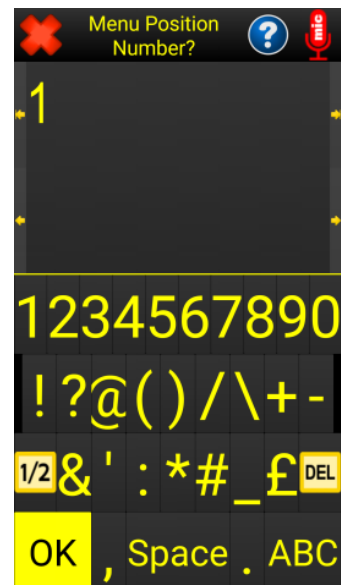 Menu Position
Number?
?
mic
1
1234567890
!?@()/\+-
1/2 & ' : * # _ £ DEL
OK , Space . ABC